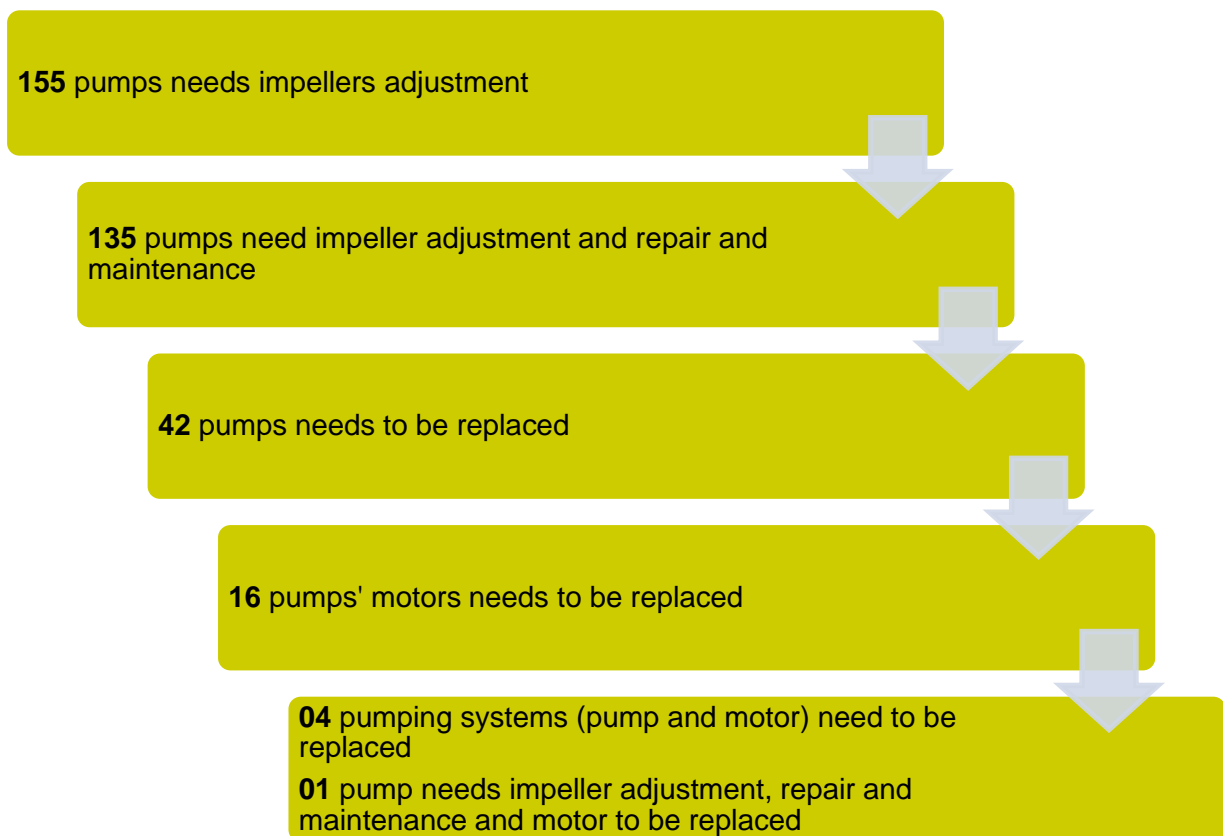 155 pumps needs impellers adjustment
135 pumps need impeller adjustment and repair and
maintenance
42 pumps needs to be replaced
16 pumps' motors needs to be replaced
04 pumping systems (pump and motor) need to be
replaced
01 pump needs impeller adjustment, repair and
maintenance and motor to be replaced